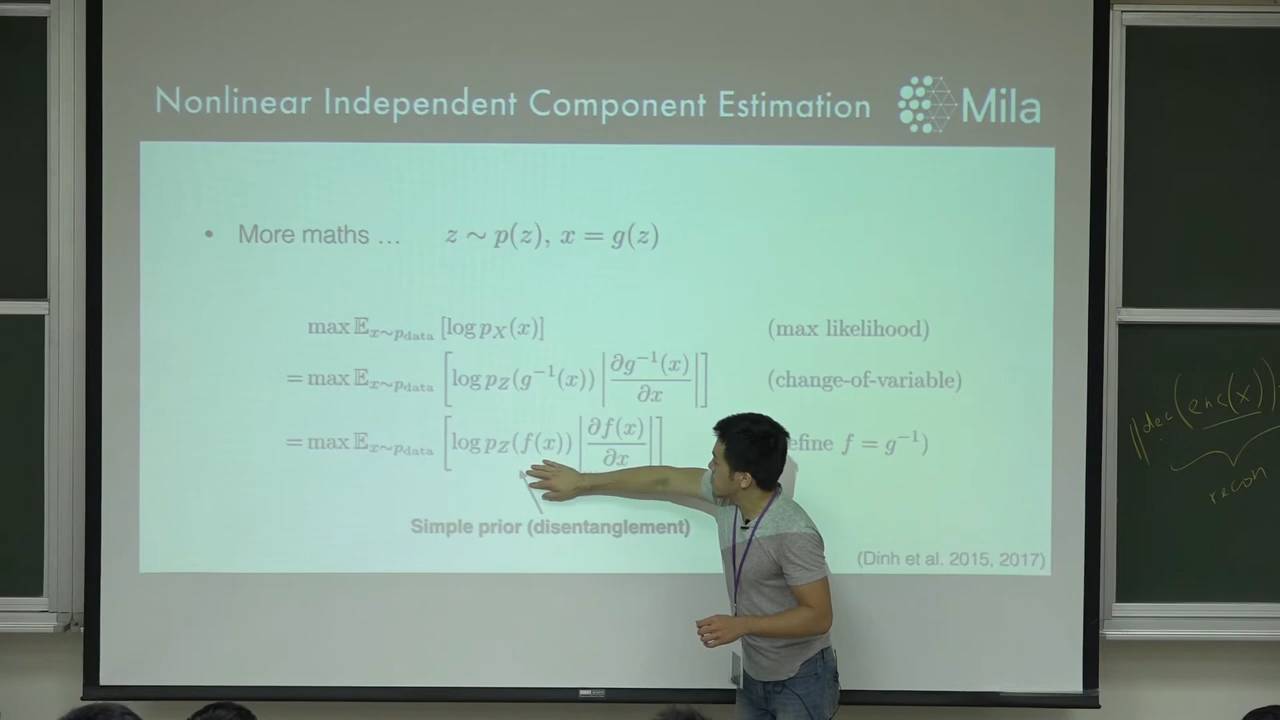 Nonlinear Independent Component Estimation Mila
• More maths … z ∼ p(z), x = g(z)
max 𝔼_{x∼p_data} [log p_X(x)] (max likelihood)
= max 𝔼_{x∼p_data} [log p_Z(g⁻¹(x)) |∂g⁻¹(x)/∂x|] (change-of-variable)
= max 𝔼_{x∼p_data} [log p_Z(f(x)) |∂f(x)/∂x|] efine f = g⁻¹)
Simple prior (disentanglement)
(Dinh et al. 2015, 2017)
||dec(enc(x))
recon